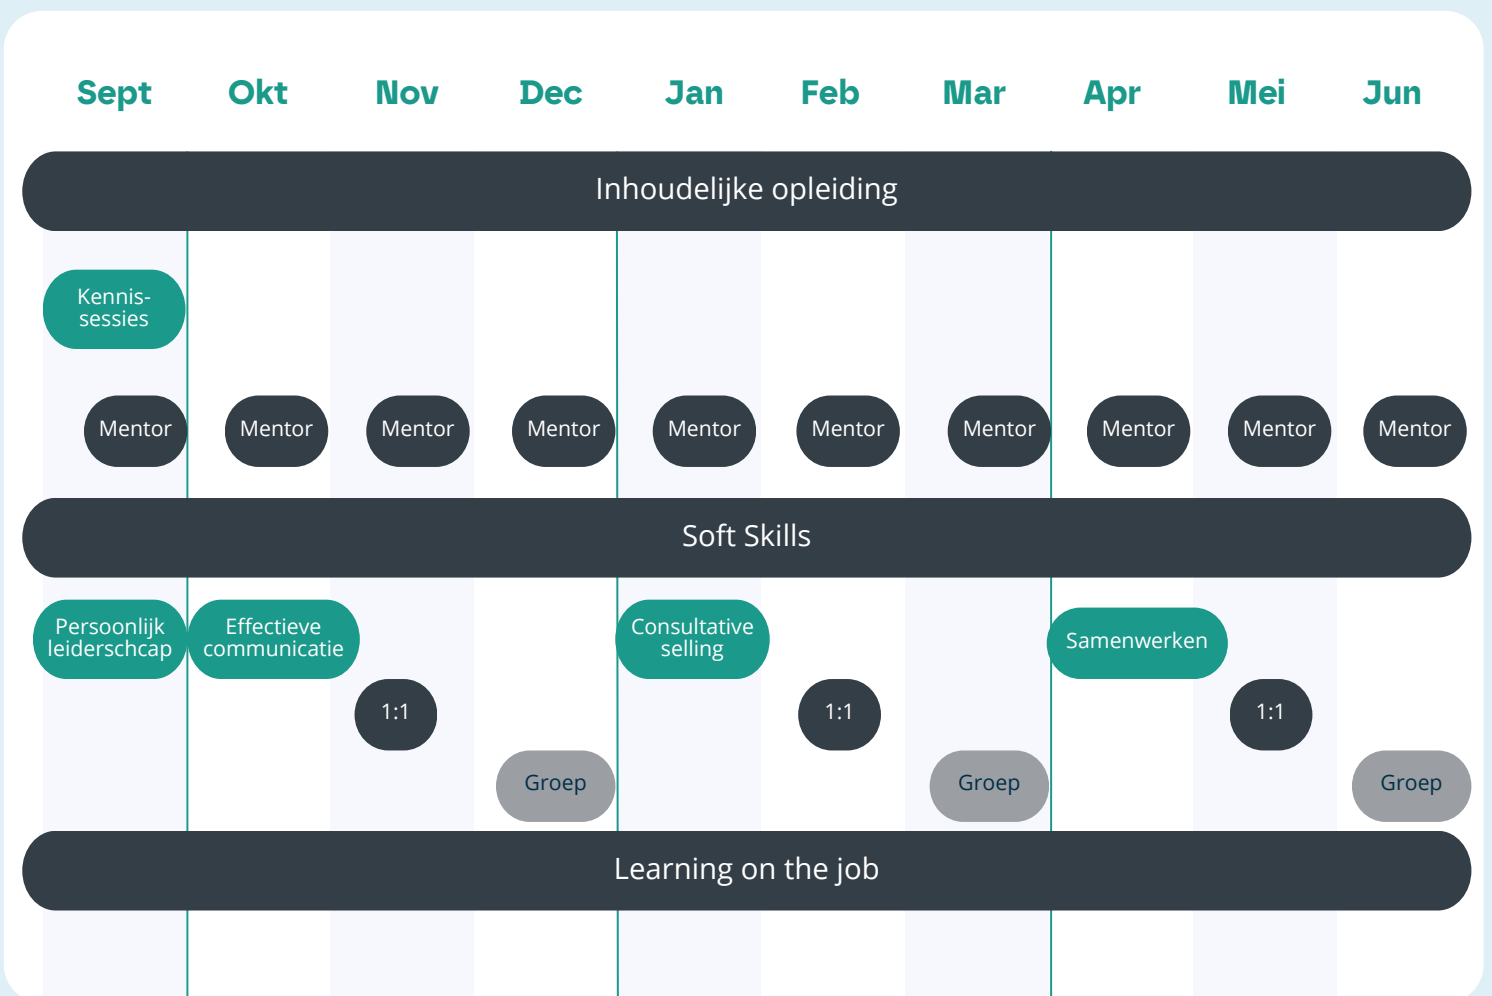 Sept Okt Nov Dec Jan Feb Mar Apr Mei Jun
Inhoudelijke opleiding
Kennis-
sessies
Mentor Mentor Mentor Mentor Mentor Mentor Mentor Mentor Mentor Mentor
Soft Skills
Persoonlijk
leiderschcap
Effectieve
communicatie
Consultative
selling
Samenwerken
1:1 1:1 1:1
Groep Groep Groep
Learning on the job